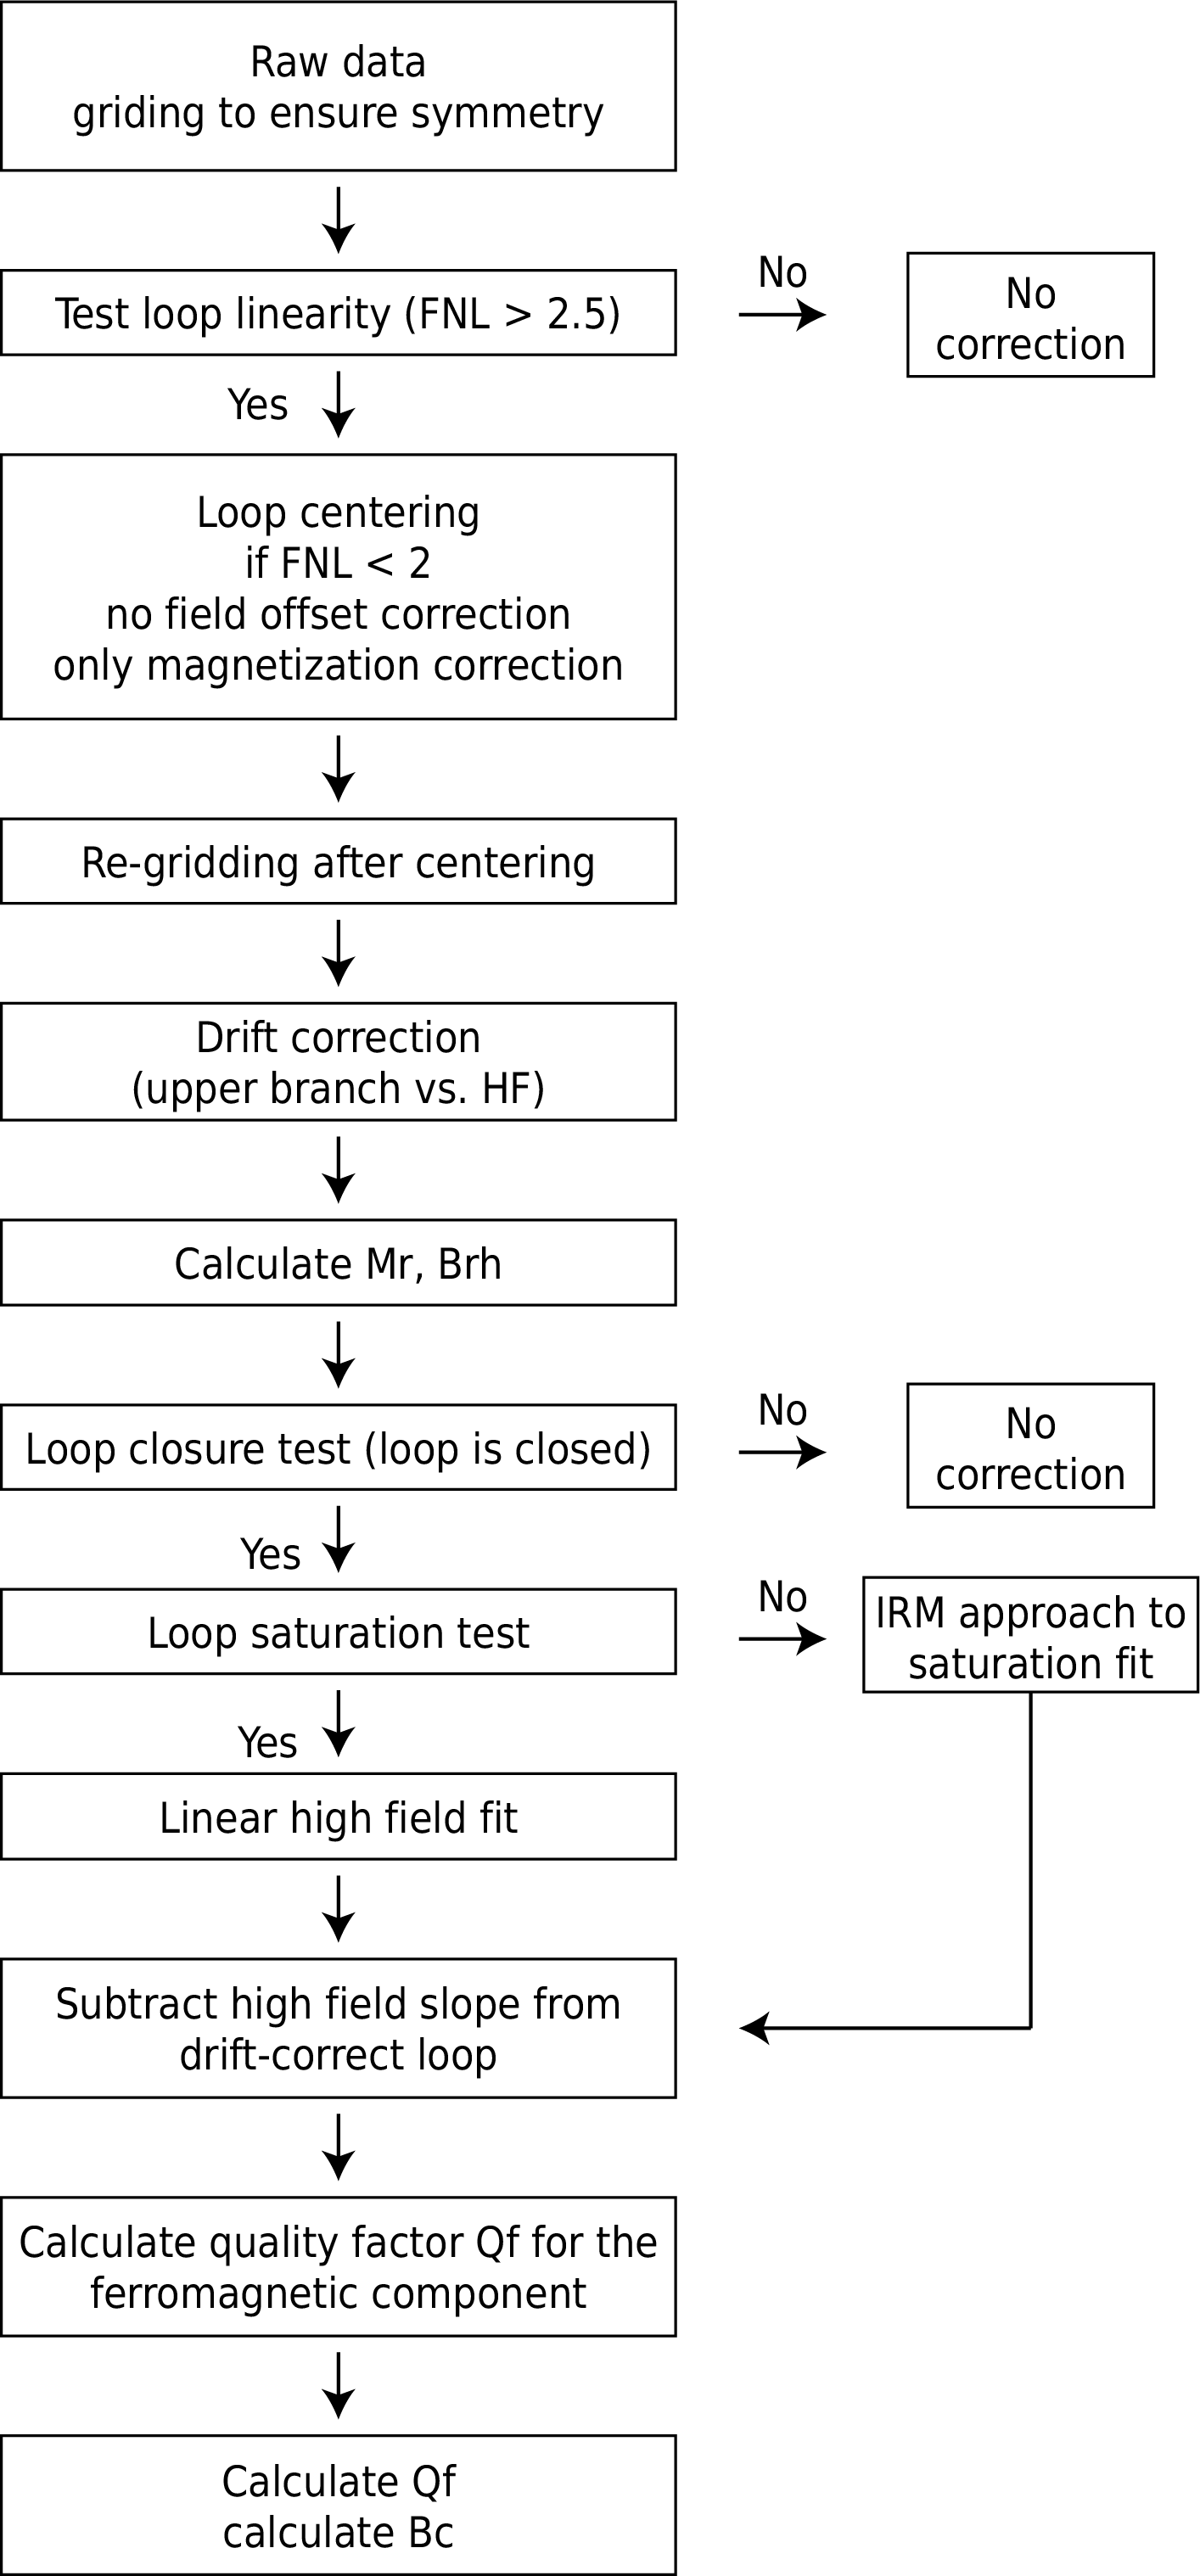 Raw data
griding to ensure symmetry
Test loop linearity (FNL > 2.5)
No
No
correction
Yes
Loop centering
if FNL < 2
no field offset correction
only magnetization correction
Re-gridding after centering
Drift correction
(upper branch vs. HF)
Calculate Mr, Brh
Loop closure test (loop is closed)
No
No
correction
Yes
Loop saturation test
No
IRM approach to
saturation fit
Yes
Linear high field fit
Subtract high field slope from
drift-correct loop
Calculate quality factor Qf for the
ferromagnetic component
Calculate Qf
calculate Bc